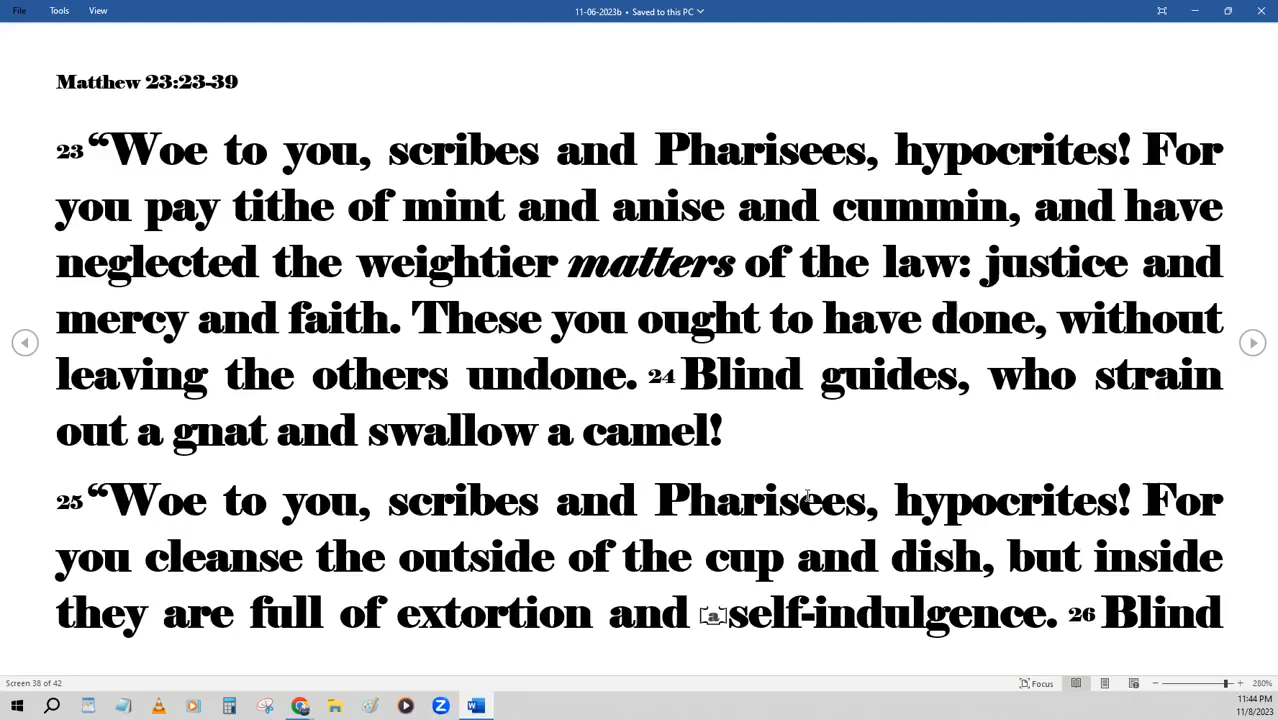 File Tools View 11-06-2023b • Saved to this PC
Matthew 23:23-39
23 “Woe to you, scribes and Pharisees, hypocrites! For
you pay tithe of mint and anise and cummin, and have
neglected the weightier matters of the law: justice and
mercy and faith. These you ought to have done, without
leaving the others undone. 24 Blind guides, who strain
out a gnat and swallow a camel!
25 “Woe to you, scribes and Pharisees, hypocrites! For
you cleanse the outside of the cup and dish, but inside
they are full of extortion and [a]self-indulgence. 26 Blind
Screen 38 of 42 Focus 280%
11:44 PM
11/8/2023